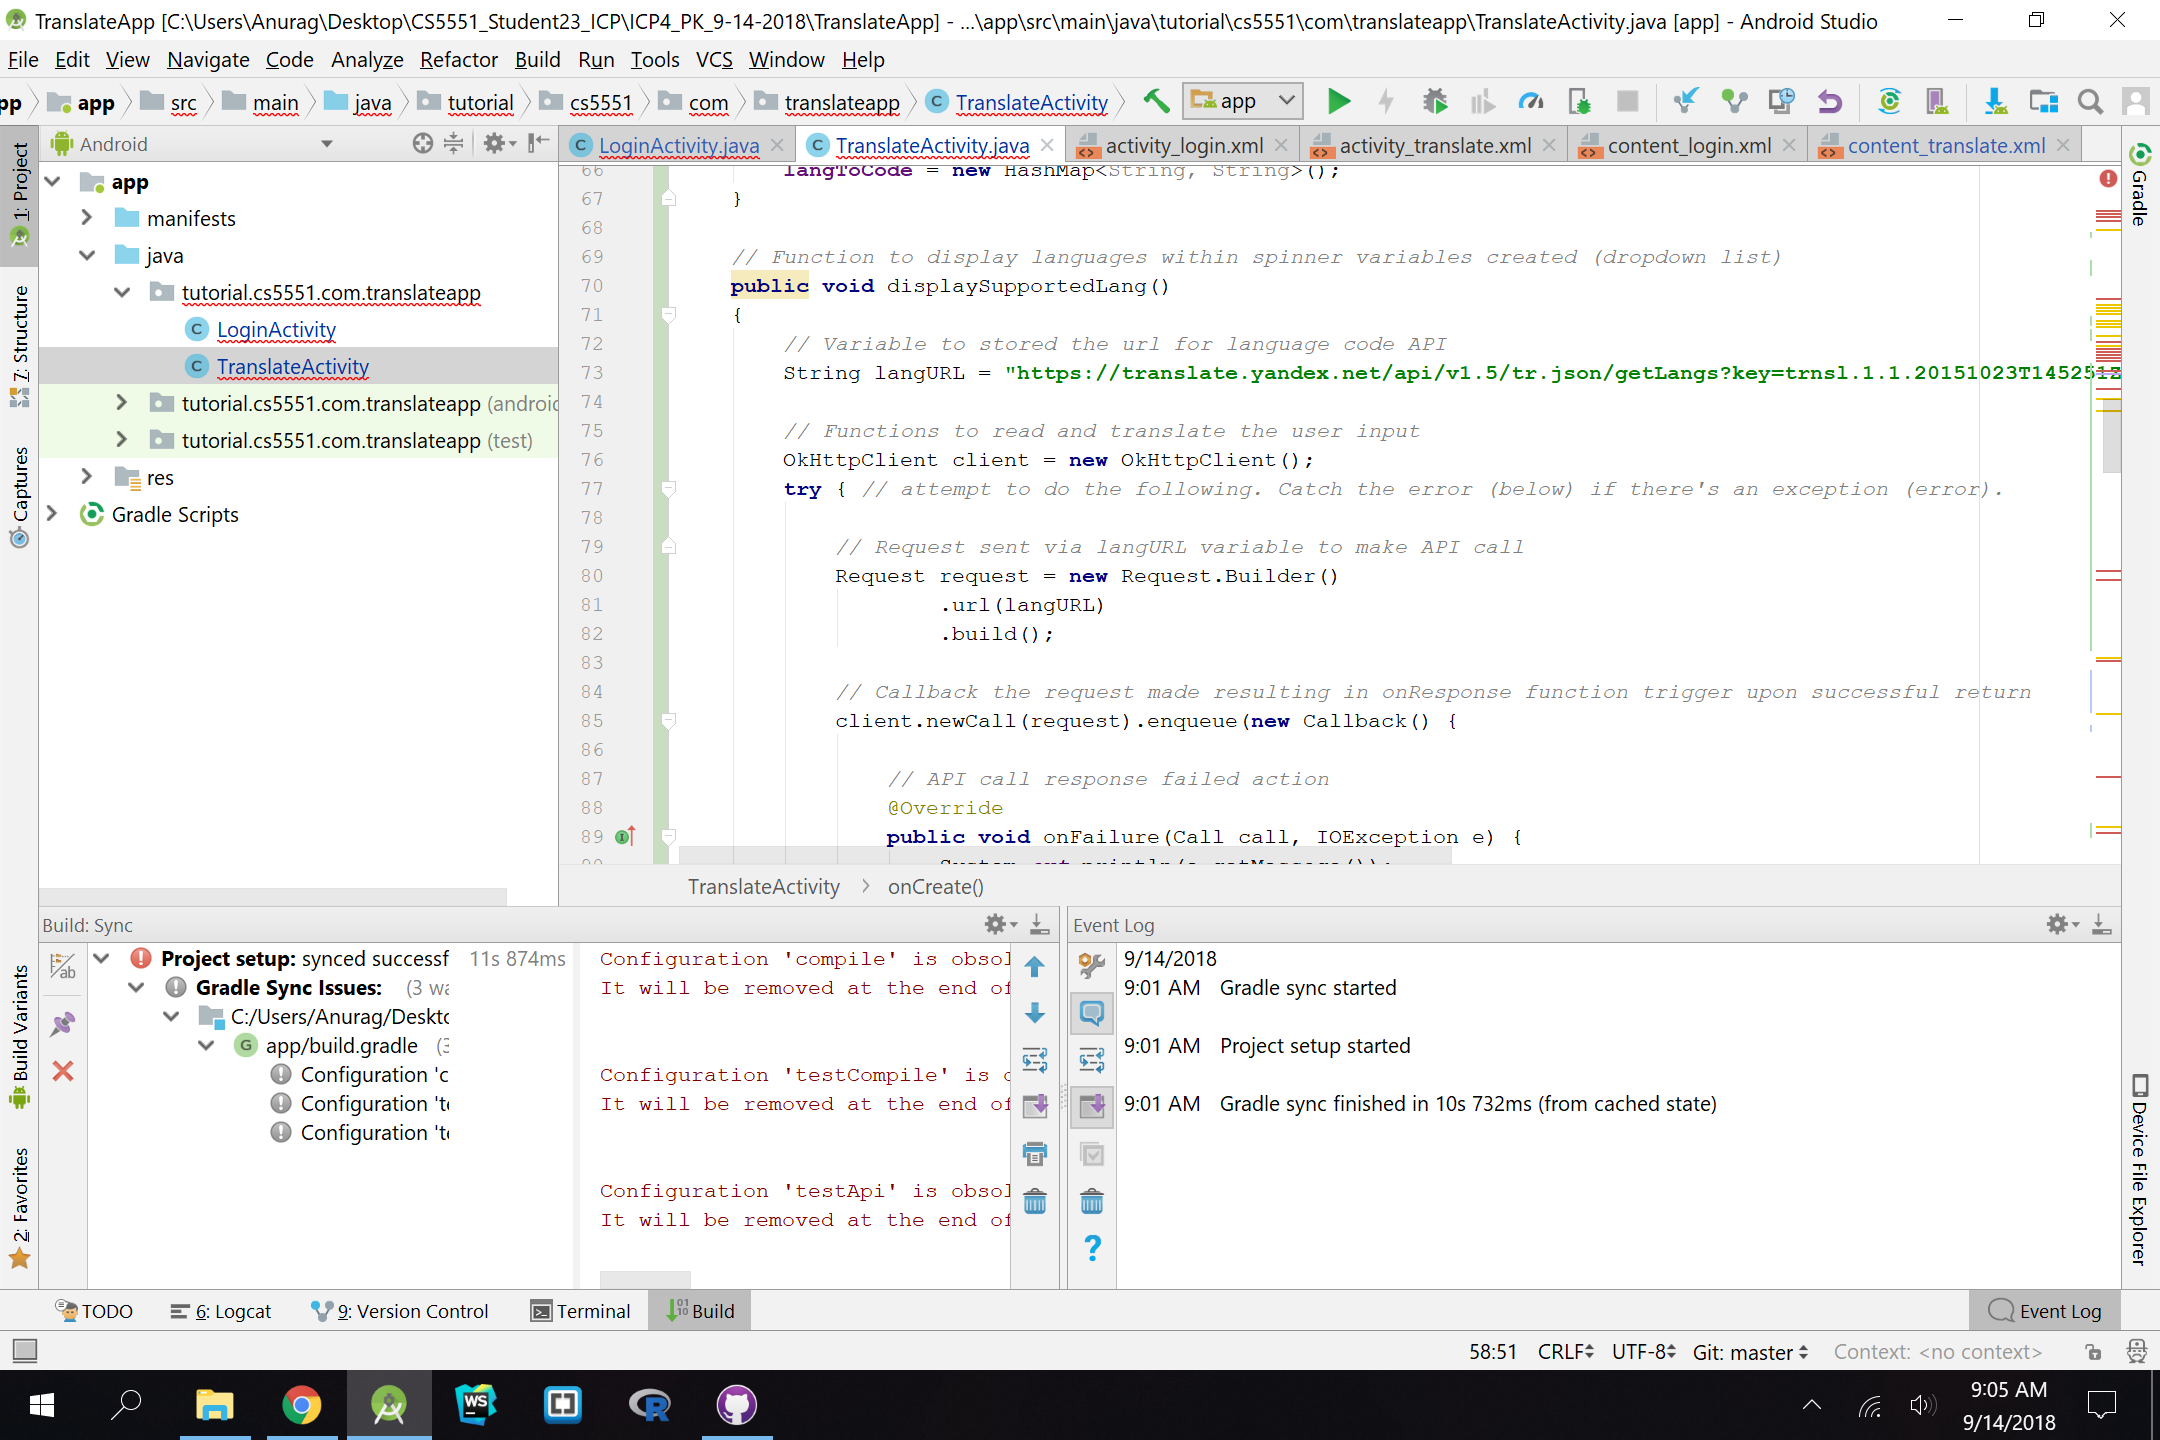 TranslateApp [C:\Users\Anurag\Desktop\CS5551_Student23_ICP\ICP4_PK_9-14-2018\TranslateApp] - ...\app\src\main\java\tutorial\cs5551\com\translateapp\TranslateActivity.java [app] - Android Studio
File Edit View Navigate Code Analyze Refactor Build Run Tools VCS Window Help
pp app src main java tutorial cs5551 com translateapp TranslateActivity app
Android
LoginActivity.java TranslateActivity.java activity_login.xml activity_translate.xml content_login.xml content_translate.xml
1: Project
7: Structure
Captures
Build Variants
2: Favorites
app
manifests
java
tutorial.cs5551.com.translateapp
LoginActivity
TranslateActivity
tutorial.cs5551.com.translateapp (androic
tutorial.cs5551.com.translateapp (test)
res
Gradle Scripts
66 langToCode = new HashMap<String, String>();
67 }
68
69 // Function to display languages within spinner variables created (dropdown list)
70 public void displaySupportedLang()
71 {
72 // Variable to stored the url for language code API
73 String langURL = "https://translate.yandex.net/api/v1.5/tr.json/getLangs?key=trnsl.1.1.20151023T145251Z
74
75 // Functions to read and translate the user input
76 OkHttpClient client = new OkHttpClient();
77 try { // attempt to do the following. Catch the error (below) if there's an exception (error).
78
79 // Request sent via langURL variable to make API call
80 Request request = new Request.Builder()
81 .url(langURL)
82 .build();
83
84 // Callback the request made resulting in onResponse function trigger upon successful return
85 client.newCall(request).enqueue(new Callback() {
86
87 // API call response failed action
88 @Override
89 public void onFailure(Call call, IOException e) {
TranslateActivity onCreate()
Gradle
Device File Explorer
Build: Sync
Project setup: synced successf 11s 874ms
Gradle Sync Issues: (3 wa
C:/Users/Anurag/Deskto
app/build.gradle (3
Configuration 'c
Configuration 'te
Configuration 'te
Configuration 'compile' is obsol
It will be removed at the end of
Configuration 'testCompile' is o
It will be removed at the end of
Configuration 'testApi' is obsol
It will be removed at the end of
Event Log
9/14/2018
9:01 AM Gradle sync started
9:01 AM Project setup started
9:01 AM Gradle sync finished in 10s 732ms (from cached state)
TODO 6: Logcat 9: Version Control Terminal Build Event Log
58:51 CRLF UTF-8 Git: master Context: <no context>
WS
R
9:05 AM
9/14/2018